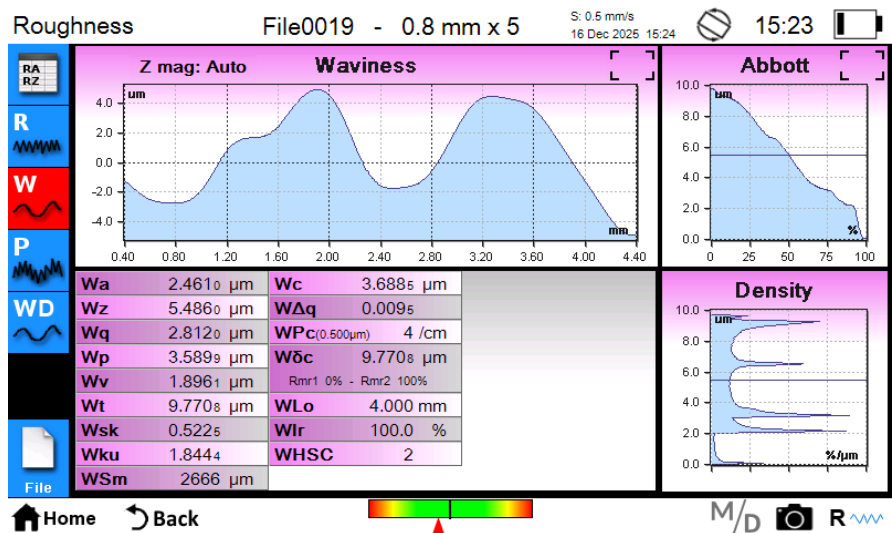 Roughness File0019 - 0.8 mm x 5 S: 0.5 mm/s 15:23
16 Dec 2025 15:24
RA
RZ
R
W
P
WD
File
Z mag: Auto Waviness
um
4.0
2.0
0.0
-2.0
-4.0
mm
0.40 0.80 1.20 1.60 2.00 2.40 2.80 3.20 3.60 4.00 4.40
Abbott
10.0
um
8.0
6.0
4.0
2.0
0.0
%
0 25 50 75 100
Wa 2.4610 µm Wc 3.6885 µm
Wz 5.4860 µm WΔq 0.0095
Wq 2.8120 µm WPc(0.500µm) 4 /cm
Wp 3.5899 µm Wδc 9.7708 µm
Wv 1.8961 µm Rmr1 0% - Rmr2 100%
Wt 9.7708 µm WLo 4.000 mm
Wsk 0.5225 Wlr 100.0 %
Wku 1.8444 WHSC 2
WSm 2666 µm
Density
10.0
um
8.0
6.0
4.0
2.0
0.0
%/µm
Home Back M/D R